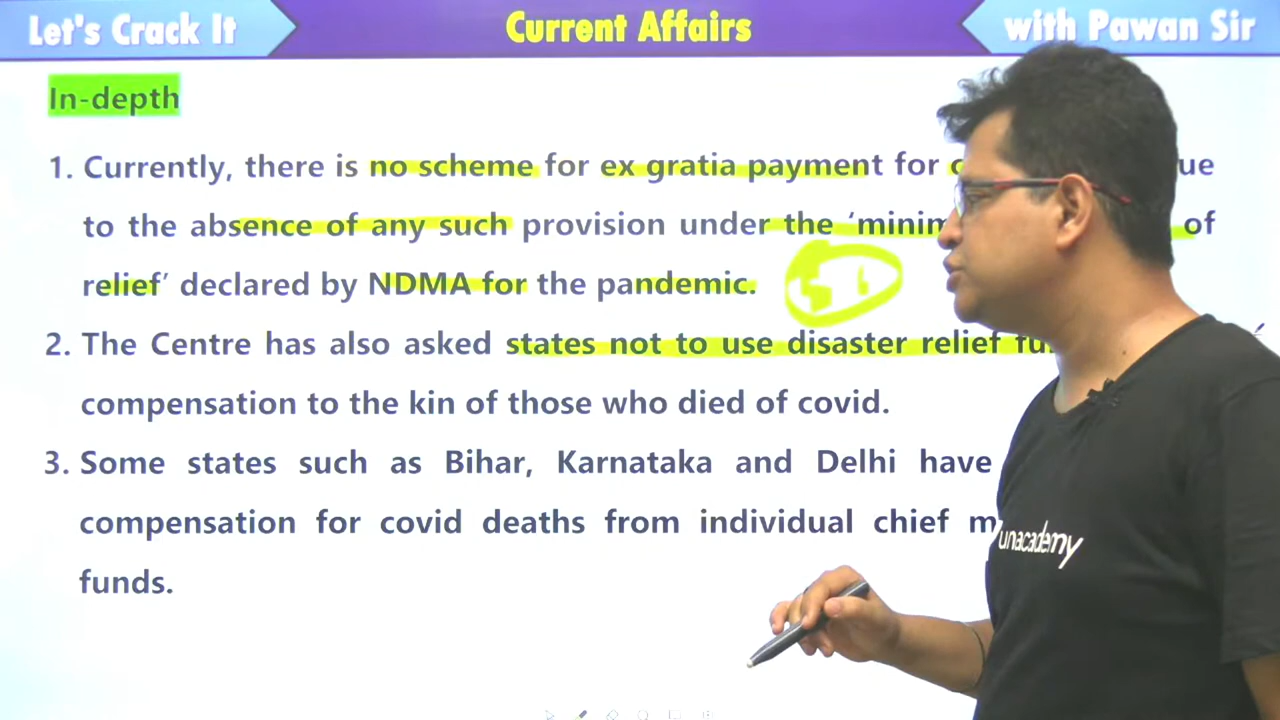 Let's Crack It
Current Affairs
with Pawan Sir
In-depth
1. Currently, there is no scheme for ex gratia payment for
to the absence of any such provision under the of
relief’ declared by NDMA for the pandemic.
2. The Centre has also asked states not to use disaster relief
compensation to the kin of those who died of covid.
3. Some states such as Bihar, Karnataka and Delhi have
compensation for covid deaths from individual chief
funds.
unacademy